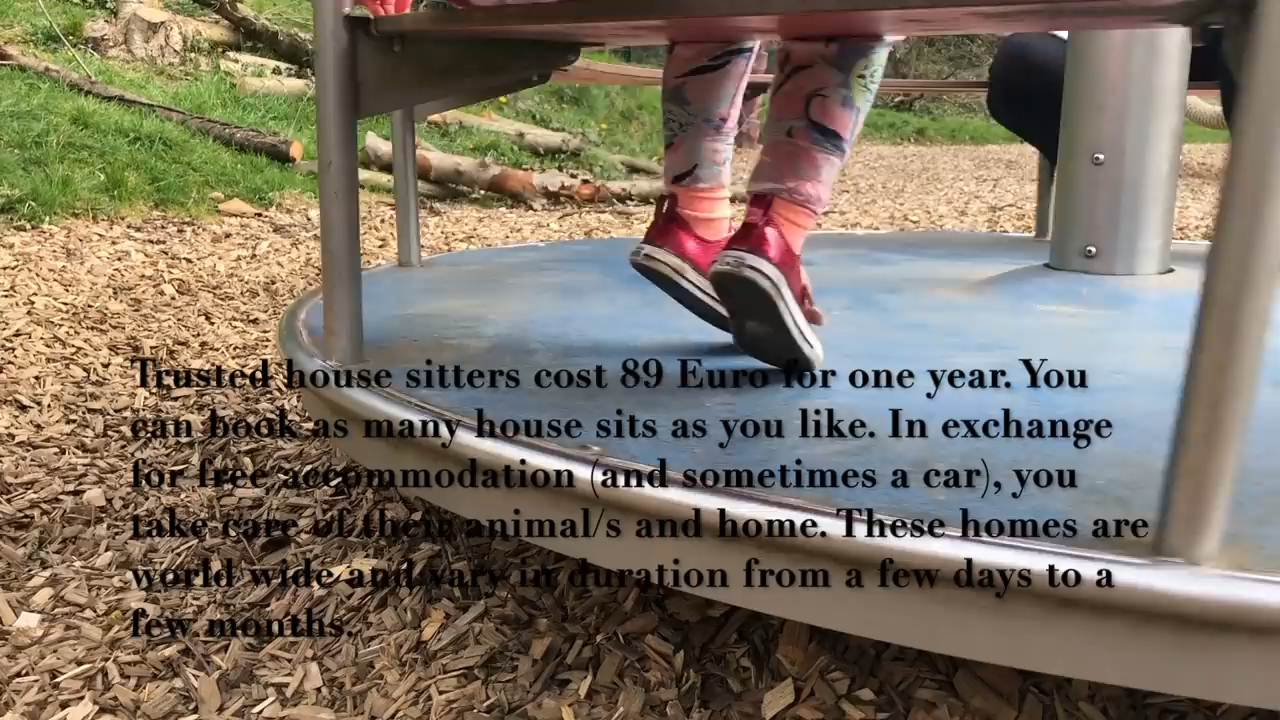 Trusted house sitters cost 89 Euro for one year. You
can book as many house sits as you like. In exchange
for free accommodation (and sometimes a car), you
take care of their animal/s and home. These homes are
world wide and vary in duration from a few days to a
few months.